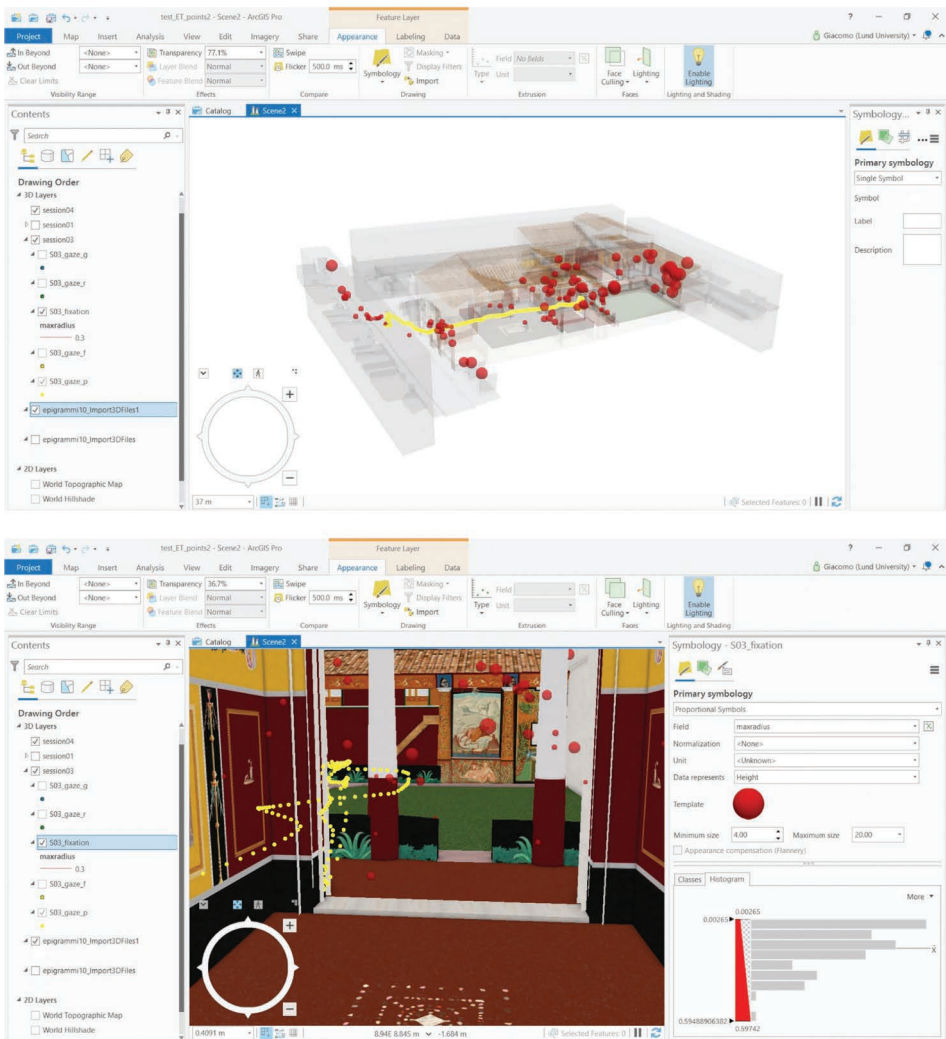 test_ET_points2 - Scene2 - ArcGIS Pro
Feature Layer
?
Project Map Insert Analysis View Edit Imagery Share Appearance Labeling Data
Giacomo (Lund University)
In Beyond <None> Transparency 77.1% Swipe Masking Field No fields
Out Beyond <None> Layer Blend Normal Flicker 500.0 ms Symbology Display Filters Type Unit Face Culling Lighting Enable Lighting
Clear Limits Feature Blend Normal Import
Visibility Range Effects Compare Drawing Extrusion Faces Lighting and Shading
Contents
Catalog Scene2
Symbology...
Search
Primary symbology
Single Symbol
Symbol
Label
Description
Drawing Order
3D Layers
session04
session01
session03
S03_gaze_g
S03_gaze_r
S03_fixation
maxradius
0.3
S03_gaze_f
S03_gaze_p
epigrammi10_Import3DFiles1
epigrammi10_Import3DFiles
2D Layers
World Topographic Map
World Hillshade
37 m
Selected Features: 0
test_ET_points2 - Scene2 - ArcGIS Pro
Feature Layer
?
Project Map Insert Analysis View Edit Imagery Share Appearance Labeling Data
Giacomo (Lund University)
In Beyond <None> Transparency 36.7% Swipe Masking Field
Out Beyond <None> Layer Blend Normal Flicker 500.0 ms Symbology Display Filters Type Unit Face Culling Lighting Enable Lighting
Clear Limits Feature Blend Normal Import
Visibility Range Effects Compare Drawing Extrusion Faces Lighting and Shading
Contents
Catalog Scene2
Symbology - S03_fixation
Search
Drawing Order
3D Layers
session04
session01
session03
S03_gaze_g
S03_gaze_r
S03_fixation
maxradius
0.3
S03_gaze_f
S03_gaze_p
epigrammi10_Import3DFiles1
epigrammi10_Import3DFiles
2D Layers
World Topographic Map
World Hillshade
0.4091 m
8.94E 8.845 m -1.684 m
Selected Features: 0
Primary symbology
Proportional Symbols
Field maxradius
Normalization <None>
Unit <Unknown>
Data represents Height
Template
Minimum size 4.00 Maximum size 20.00
Appearance compensation (Flannery)
Classes Histogram
More
0.00265
0.00265
x̄
0.59488906382
0.59742